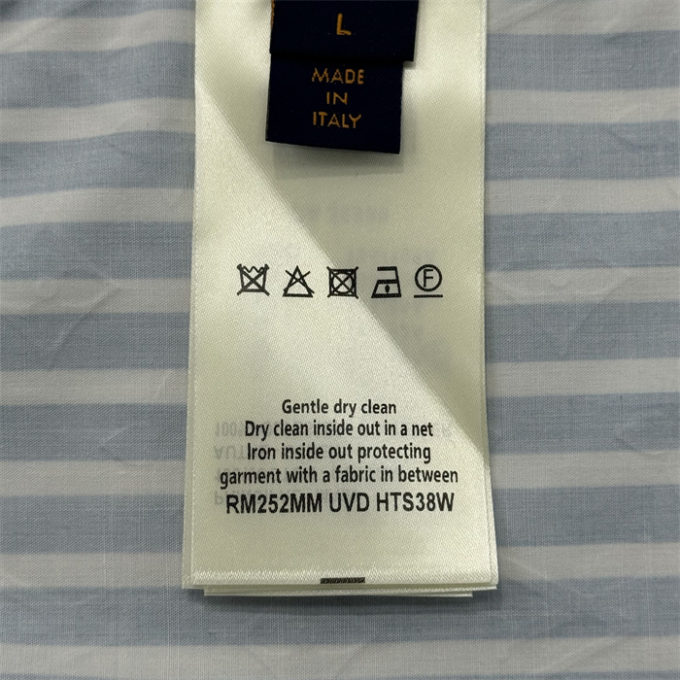 L
MADE
IN
ITALY
F
Gentle dry clean
Dry clean inside out in a net
Iron inside out protecting
garment with a fabric in between
RM252MM UVD HTS38W